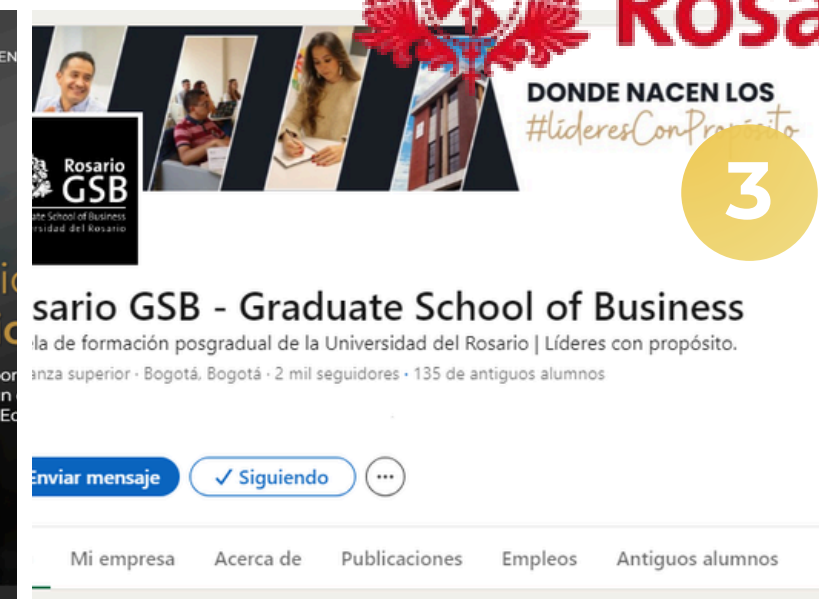 Rosa
DONDE NACEN LOS
#líderesConPropósito
3
Rosario
GSB
ate School of Business
rsidad del Rosario
sario GSB - Graduate School of Business
la de formación posgradual de la Universidad del Rosario | Líderes con propósito.
anza superior · Bogotá, Bogotá · 2 mil seguidores · 135 de antiguos alumnos
Enviar mensaje
✓ Siguiendo
...
Mi empresa
Acerca de
Publicaciones
Empleos
Antiguos alumnos